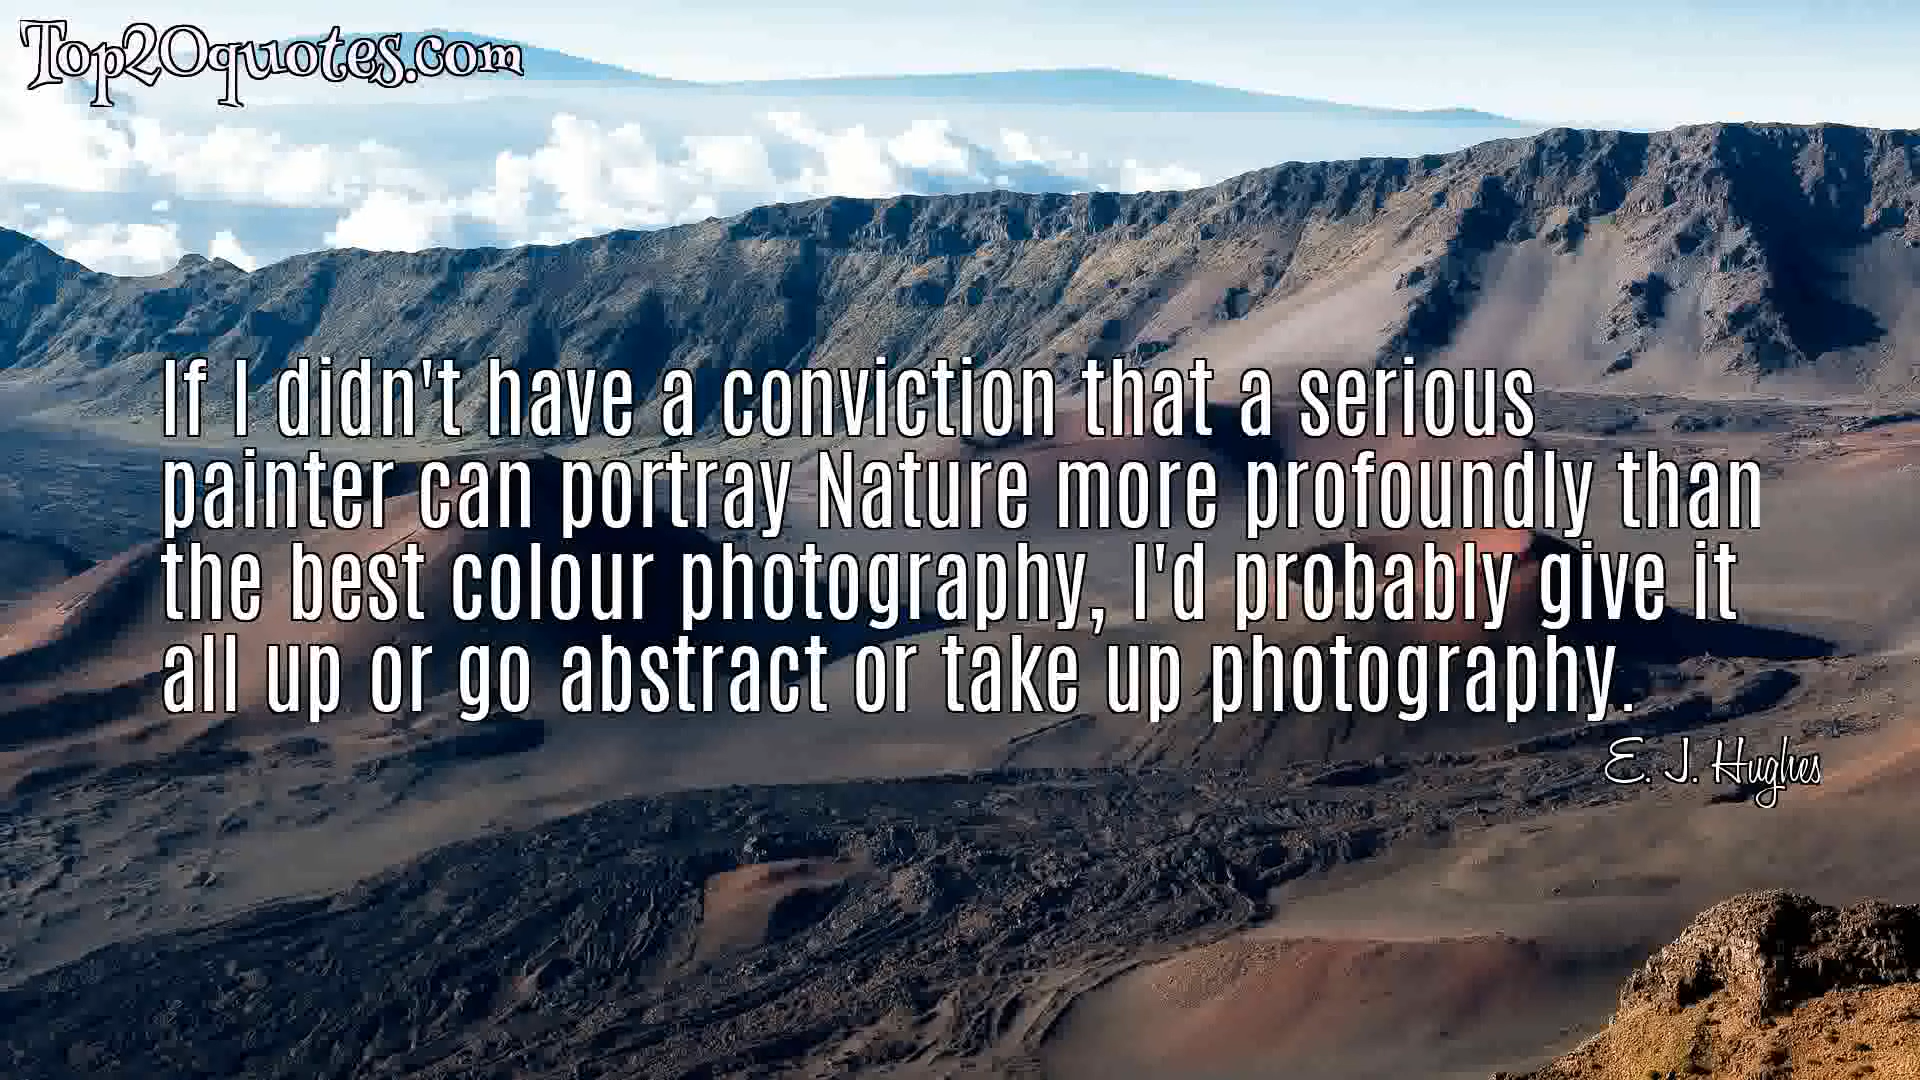 Top20quotes.com
If I didn't have a conviction that a serious
painter can portray Nature more profoundly than
the best colour photography, I'd probably give it
all up or go abstract or take up photography.
E. J. Hughes